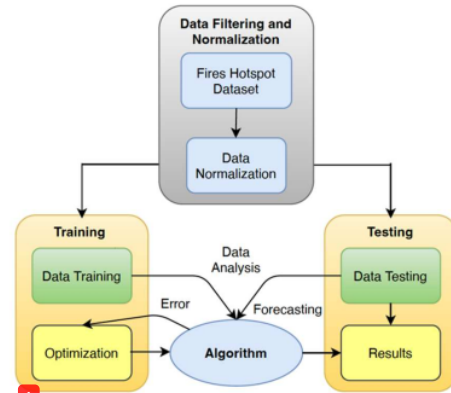 Data Filtering and
Normalization
Fires Hotspot
Dataset
Data
Normalization
Training
Testing
Data Training
Data
Analysis
Data Testing
Error
Forecasting
Optimization
Algorithm
Results